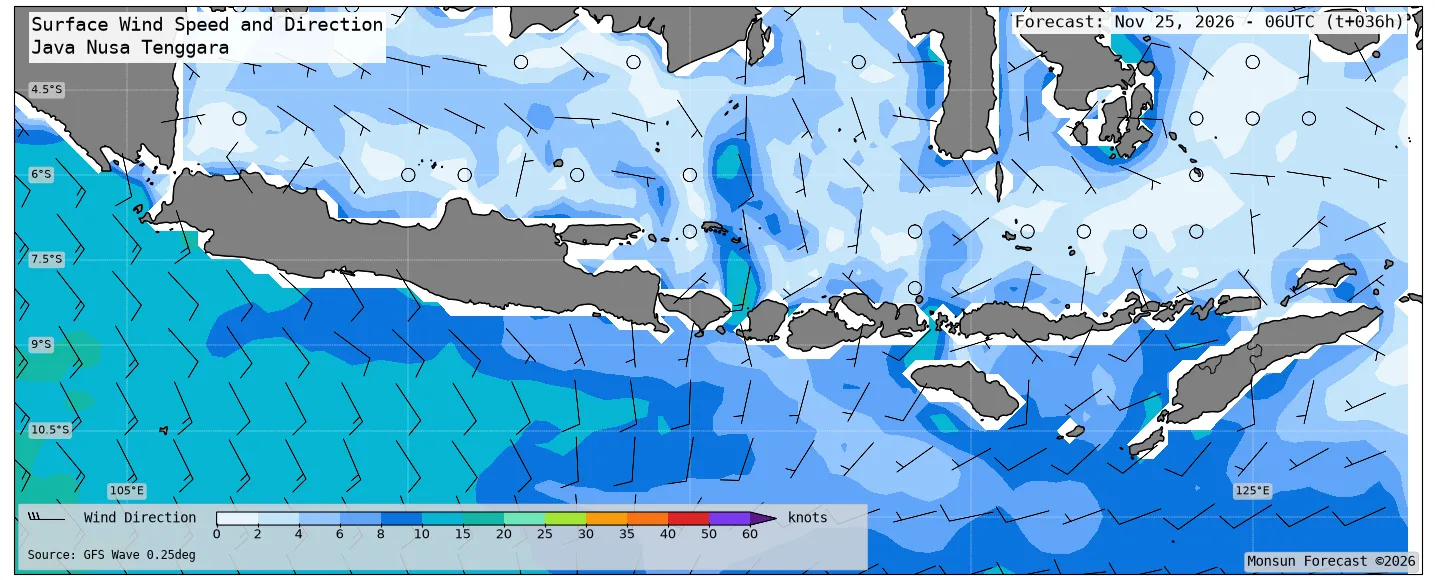 Surface Wind Speed and Direction
Java Nusa Tenggara
Forecast: Nov 25, 2026 - 06UTC (t+036h)
4.5°S
6°S
7.5°S
9°S
10.5°S
105°E
125°E
Wind Direction
0 2 4 6 8 10 15 20 25 30 35 40 50 60
knots
Source: GFS Wave 0.25deg
Monsun Forecast ©2026